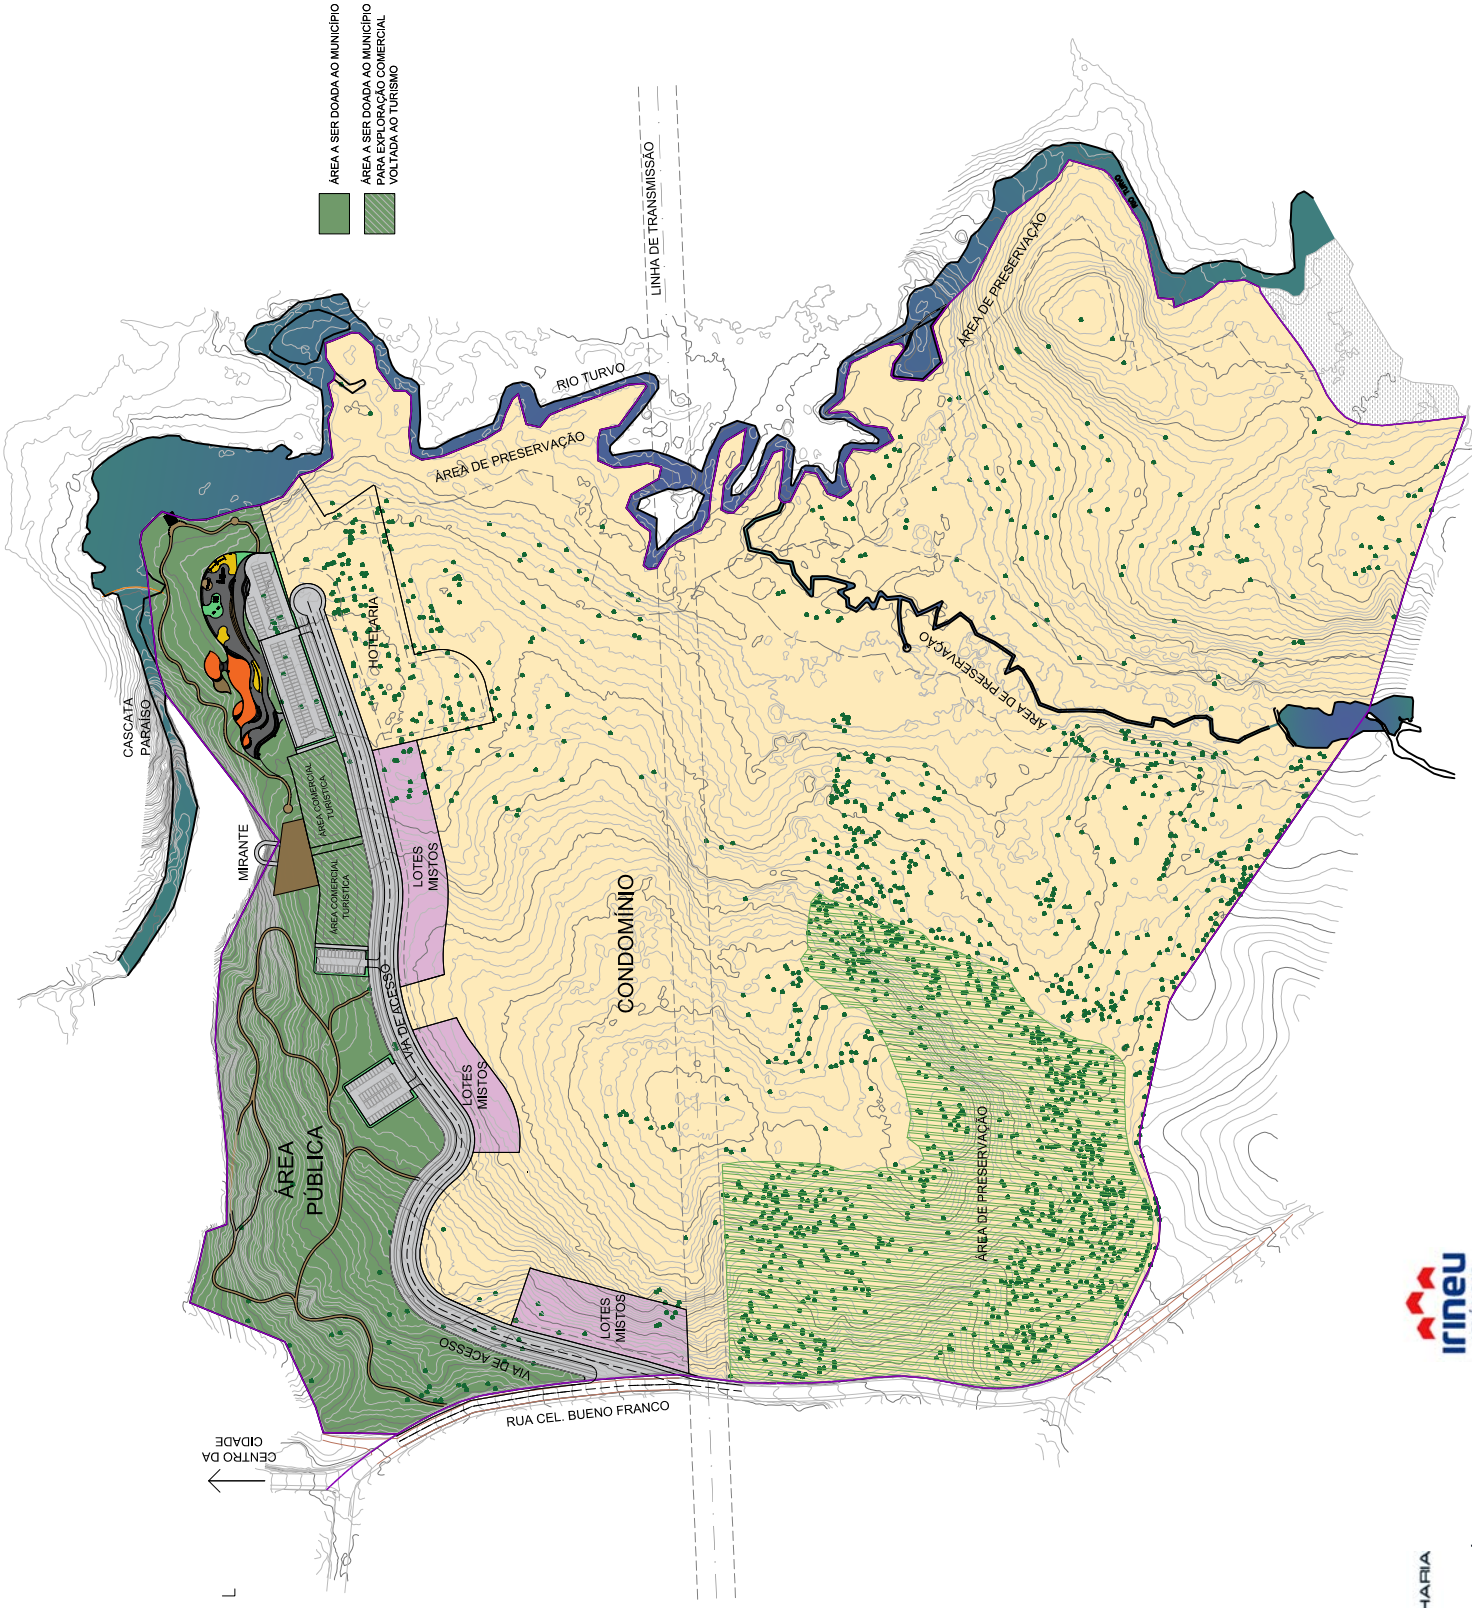 ÁREA A SER DOADA AO MUNICÍPIO
ÁREA A SER DOADA AO MUNICÍPIO
PARA EXPLORAÇÃO COMERCIAL
VOLTADA AO TURISMO
LINHA DE TRANSMISSÃO
RIO TURVO
ÁREA DE PRESERVAÇÃO
ÁREA DE PRESERVAÇÃO
RIO TURVO
HOTELARIA
CASCATA
PARAÍSO
MIRANTE
ÁREA COMERCIAL
TURÍSTICA
ÁREA COMERCIAL
TURÍSTICA
LOTES
MISTOS
ÁREA DE PRESERVAÇÃO
CONDOMÍNIO
VIA DE ACESSO
LOTES
MISTOS
ÁREA
PÚBLICA
ÁREA DE PRESERVAÇÃO
LOTES
MISTOS
VIA DE ACESSO
RUA CEL. BUENO FRANCO
CENTRO DA
CIDADE
irineu
HARIA